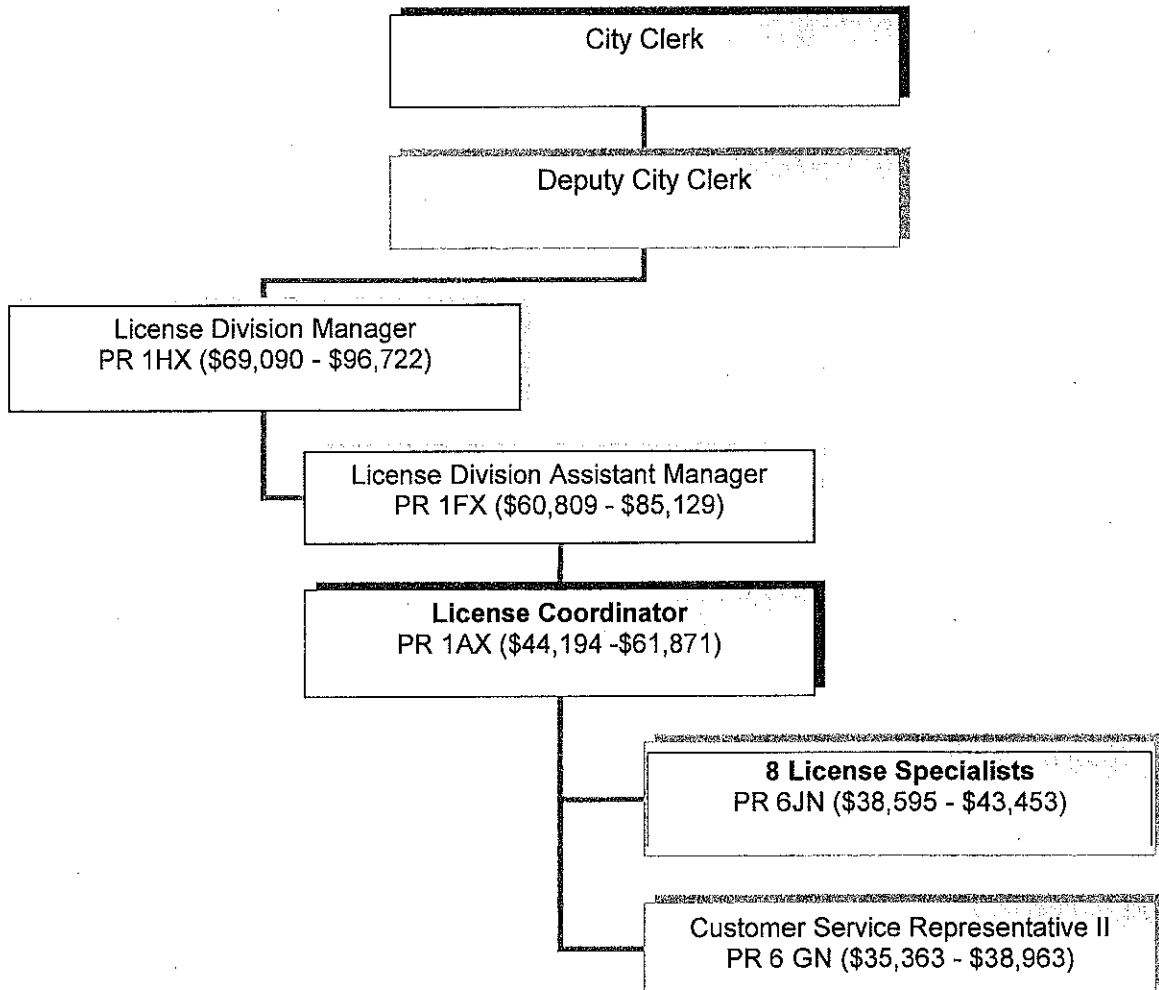 City Clerk
Deputy City Clerk
License Division Manager
PR 1HX ($69,090 - $96,722)
License Division Assistant Manager
PR 1FX ($60,809 - $85,129)
License Coordinator
PR 1AX ($44,194 -$61,871)
8 License Specialists
PR 6JN ($38,595 - $43,453)
Customer Service Representative II
PR 6 GN ($35,363 - $38,963)